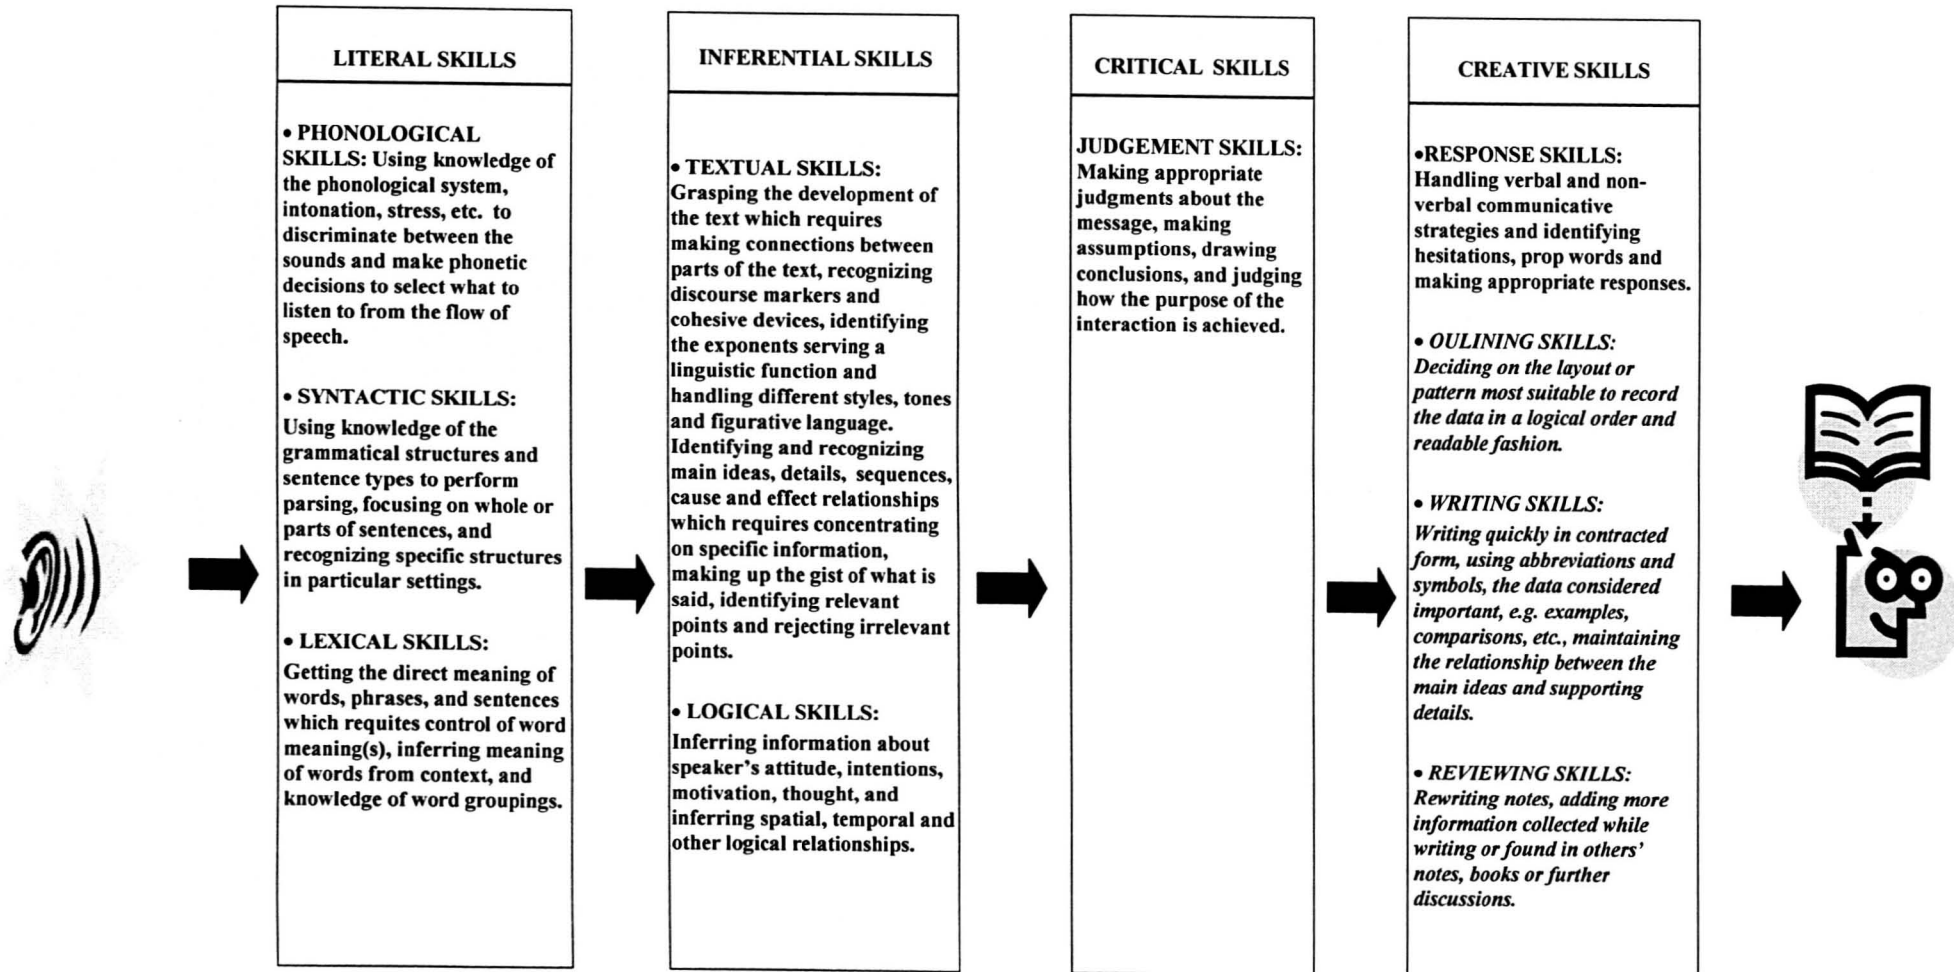 LITERAL SKILLS
• PHONOLOGICAL
SKILLS: Using knowledge of
the phonological system,
intonation, stress, etc. to
discriminate between the
sounds and make phonetic
decisions to select what to
listen to from the flow of
speech.
• SYNTACTIC SKILLS:
Using knowledge of the
grammatical structures and
sentence types to perform
parsing, focusing on whole or
parts of sentences, and
recognizing specific structures
in particular settings.
• LEXICAL SKILLS:
Getting the direct meaning of
words, phrases, and sentences
which requites control of word
meaning(s), inferring meaning
of words from context, and
knowledge of word groupings.
INFERENTIAL SKILLS
• TEXTUAL SKILLS:
Grasping the development of
the text which requires
making connections between
parts of the text, recognizing
discourse markers and
cohesive devices, identifying
the exponents serving a
linguistic function and
handling different styles, tones
and figurative language.
Identifying and recognizing
main ideas, details, sequences,
cause and effect relationships
which requires concentrating
on specific information,
making up the gist of what is
said, identifying relevant
points and rejecting irrelevant
points.
• LOGICAL SKILLS:
Inferring information about
speaker's attitude, intentions,
motivation, thought, and
inferring spatial, temporal and
other logical relationships.
CRITICAL SKILLS
JUDGEMENT SKILLS:
Making appropriate
judgments about the
message, making
assumptions, drawing
conclusions, and judging
how the purpose of the
interaction is achieved.
CREATIVE SKILLS
•RESPONSE SKILLS:
Handling verbal and non-
verbal communicative
strategies and identifying
hesitations, prop words and
making appropriate responses.
• OULINING SKILLS:
Deciding on the layout or
pattern most suitable to record
the data in a logical order and
readable fashion.
• WRITING SKILLS:
Writing quickly in contracted
form, using abbreviations and
symbols, the data considered
important, e.g. examples,
comparisons, etc., maintaining
the relationship between the
main ideas and supporting
details.
• REVIEWING SKILLS:
Rewriting notes, adding more
information collected while
writing or found in others'
notes, books or further
discussions.